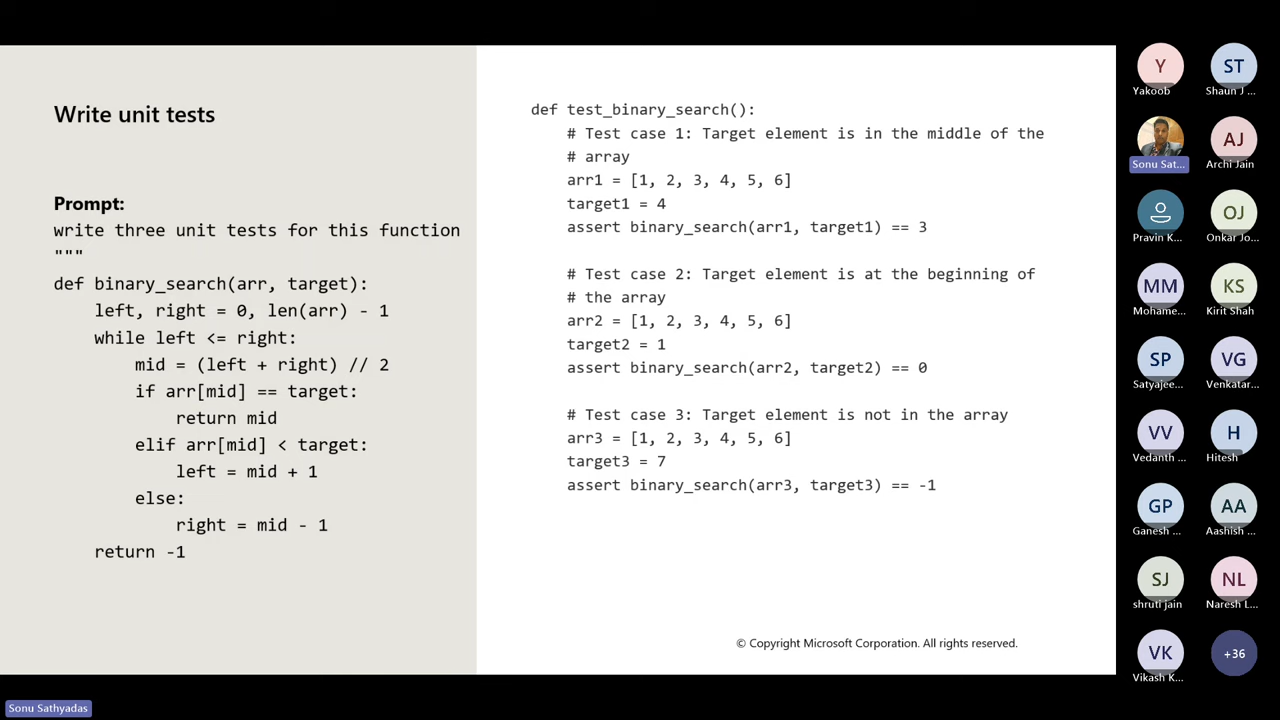 Write unit tests
Prompt:
write three unit tests for this function
"""
def binary_search(arr, target):
    left, right = 0, len(arr) - 1
    while left <= right:
        mid = (left + right) // 2
        if arr[mid] == target:
            return mid
        elif arr[mid] < target:
            left = mid + 1
        else:
            right = mid - 1
    return -1
def test_binary_search():
    # Test case 1: Target element is in the middle of the
    # array
    arr1 = [1, 2, 3, 4, 5, 6]
    target1 = 4
    assert binary_search(arr1, target1) == 3
    # Test case 2: Target element is at the beginning of
    # the array
    arr2 = [1, 2, 3, 4, 5, 6]
    target2 = 1
    assert binary_search(arr2, target2) == 0
    # Test case 3: Target element is not in the array
    arr3 = [1, 2, 3, 4, 5, 6]
    target3 = 7
    assert binary_search(arr3, target3) == -1
© Copyright Microsoft Corporation. All rights reserved.
Y
Yakoob
ST
Shaun J ...
Sonu Sat...
AJ
Archi Jain
Pravin K...
OJ
Onkar Jo...
MM
Mohame...
KS
Kirit Shah
SP
Satyajee...
VG
Venkatar...
VV
Vedanth ...
H
Hitesh
GP
Ganesh ...
AA
Aashish ...
SJ
shruti jain
NL
Naresh L...
VK
Vikash K...
+36
Sonu Sathyadas